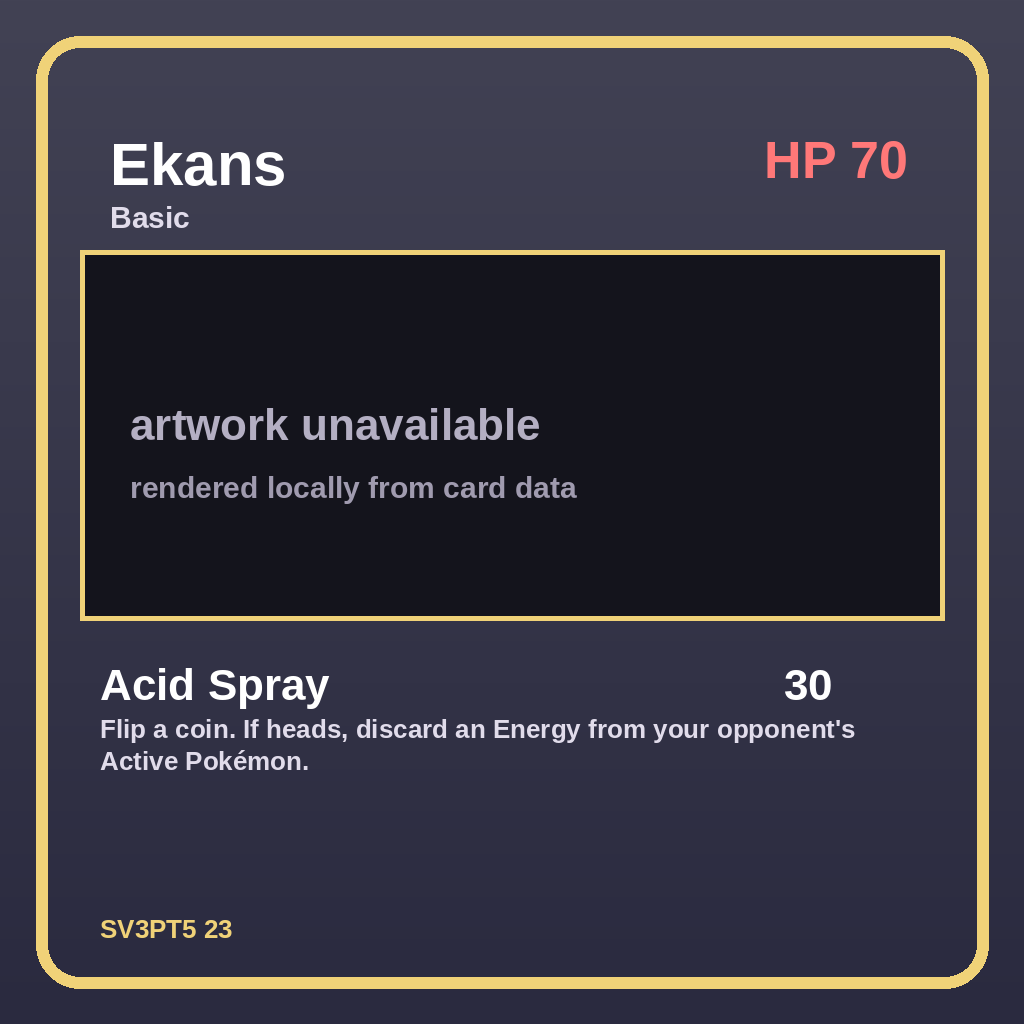 Ekans
HP 70
Basic
artwork unavailable
rendered locally from card data
Acid Spray
30
Flip a coin. If heads, discard an Energy from your opponent's
Active Pokémon.
SV3PT5 23